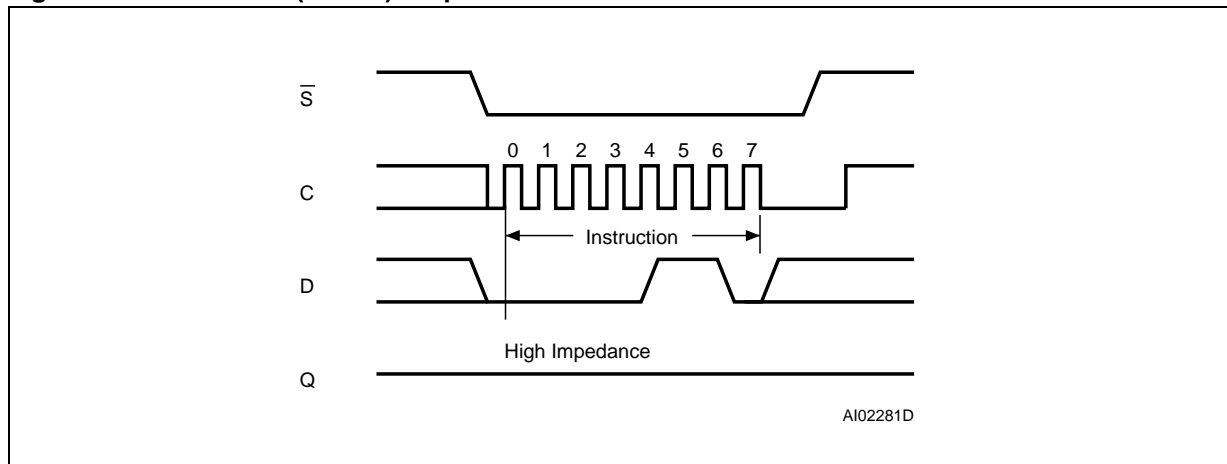 S̅
0 1 2 3 4 5 6 7
C
Instruction
D
High Impedance
Q
AI02281D